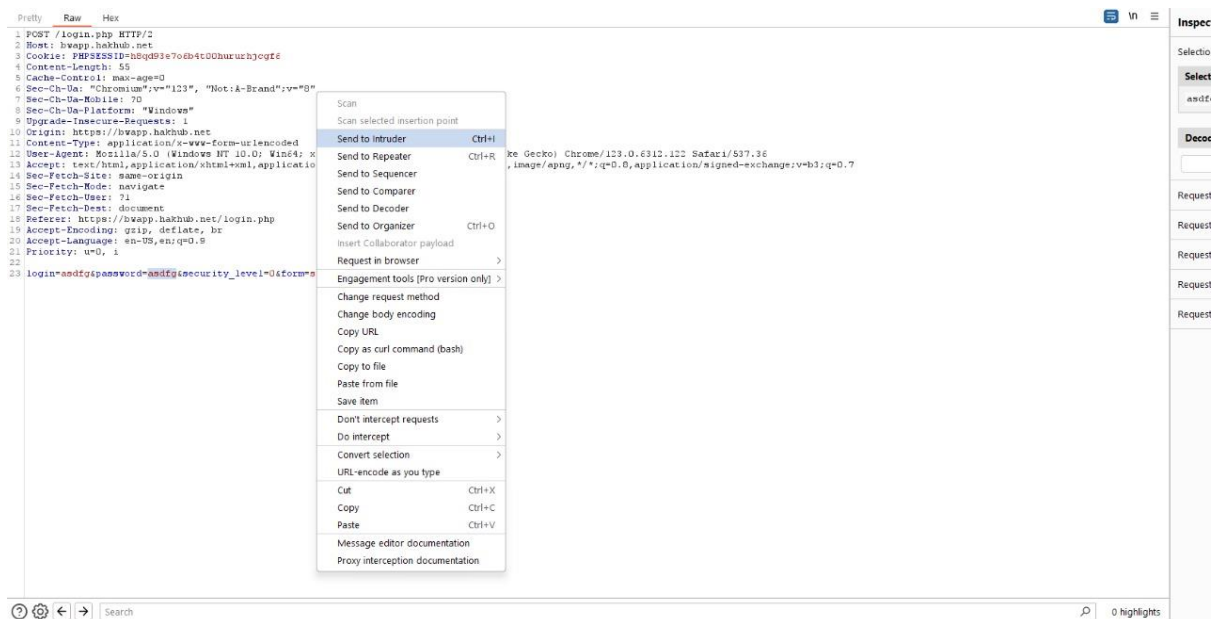 Pretty Raw Hex
\n
1 POST /login.php HTTP/2
2 Host: bwapp.hakhub.net
3 Cookie: PHPSESSID=h8qd93e7o6b4t00hururhjcgf6
4 Content-Length: 55
5 Cache-Control: max-age=0
6 Sec-Ch-Ua: "Chromium";v="123", "Not:A-Brand";v="8"
7 Sec-Ch-Ua-Mobile: ?0
8 Sec-Ch-Ua-Platform: "Windows"
9 Upgrade-Insecure-Requests: 1
10 Origin: https://bwapp.hakhub.net
11 Content-Type: application/x-www-form-urlencoded
12 User-Agent: Mozilla/5.0 (Windows NT 10.0; Win64; x ke Gecko) Chrome/123.0.6312.122 Safari/537.36
13 Accept: text/html,application/xhtml+xml,applicatio ,image/apng,*/*;q=0.8,application/signed-exchange;v=b3;q=0.7
14 Sec-Fetch-Site: same-origin
15 Sec-Fetch-Mode: navigate
16 Sec-Fetch-User: ?1
17 Sec-Fetch-Dest: document
18 Referer: https://bwapp.hakhub.net/login.php
19 Accept-Encoding: gzip, deflate, br
20 Accept-Language: en-US,en;q=0.9
21 Priority: u=0, i
22
23 login=asdfg&password=asdfg&security_level=0&form=s
Scan
Scan selected insertion point
Send to Intruder Ctrl+I
Send to Repeater Ctrl+R
Send to Sequencer
Send to Comparer
Send to Decoder
Send to Organizer Ctrl+O
Insert Collaborator payload
Request in browser >
Engagement tools [Pro version only] >
Change request method
Change body encoding
Copy URL
Copy as curl command (bash)
Copy to file
Paste from file
Save item
Don't intercept requests >
Do intercept >
Convert selection >
URL-encode as you type
Cut Ctrl+X
Copy Ctrl+C
Paste Ctrl+V
Message editor documentation
Proxy interception documentation
Inspec
Selectio
Select
asdf
Decod
Request
Request
Request
Request
Request
Search
0 highlights